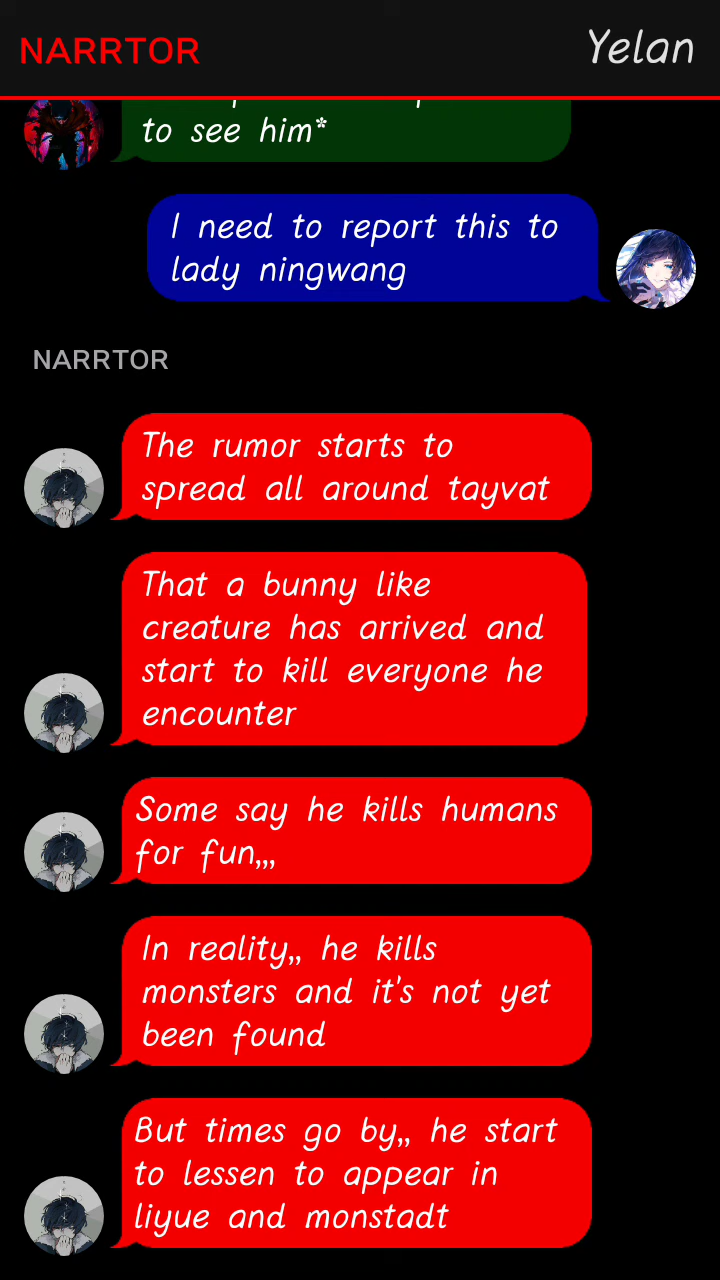 NARRTOR
Yelan
to see him*
I need to report this to
lady ningwang
NARRTOR
The rumor starts to
spread all around tayvat
That a bunny like
creature has arrived and
start to kill everyone he
encounter
Some say he kills humans
for fun,,,
In reality,, he kills
monsters and it's not yet
been found
But times go by,, he start
to lessen to appear in
liyue and monstadt